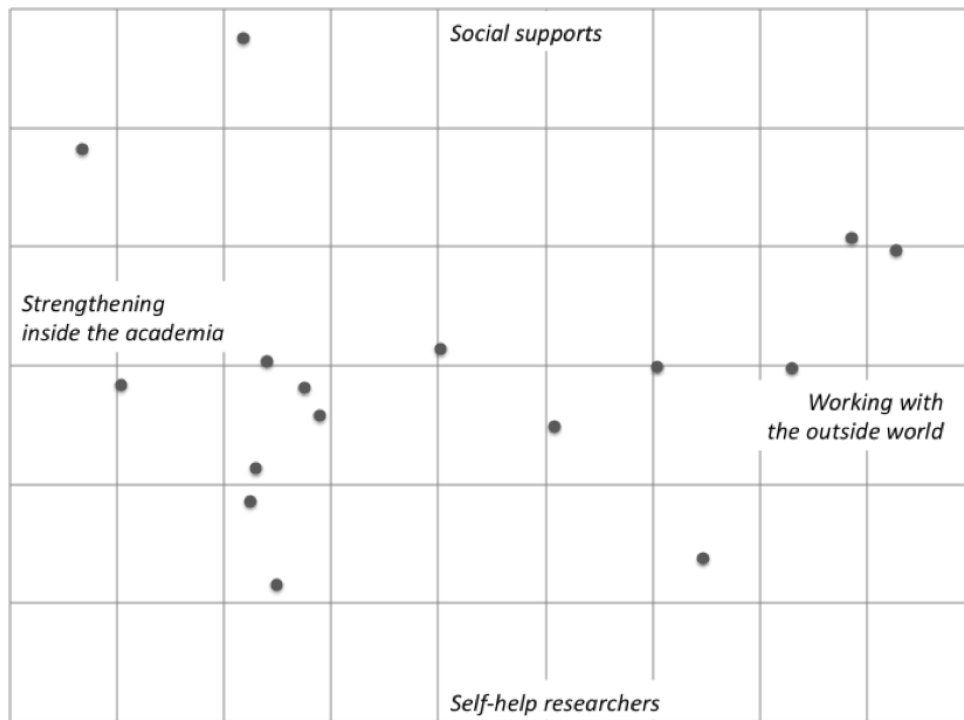 Social supports
Strengthening
inside the academia
Working with
the outside world
Self-help researchers